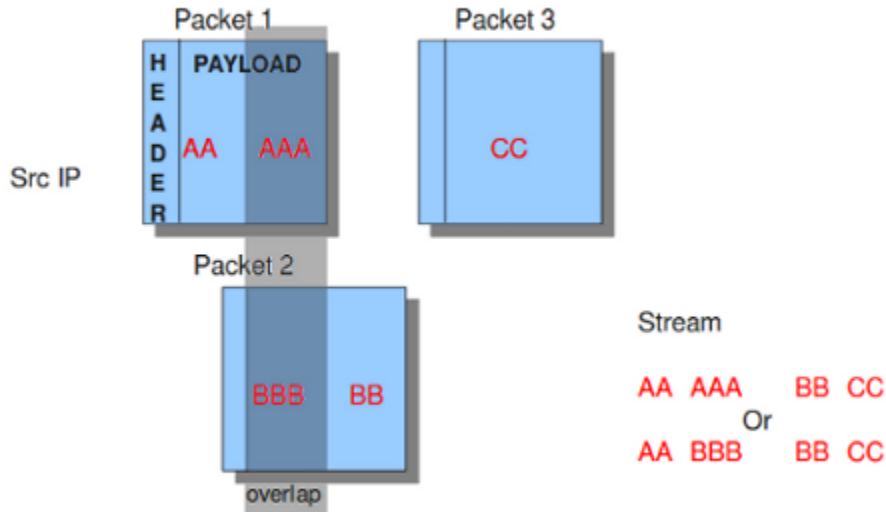 Packet 1
Packet 3
HEADER
PAYLOAD
AA AAA
CC
Src IP
Packet 2
BBB BB
overlap
Stream
AA AAA BB CC
Or
AA BBB BB CC